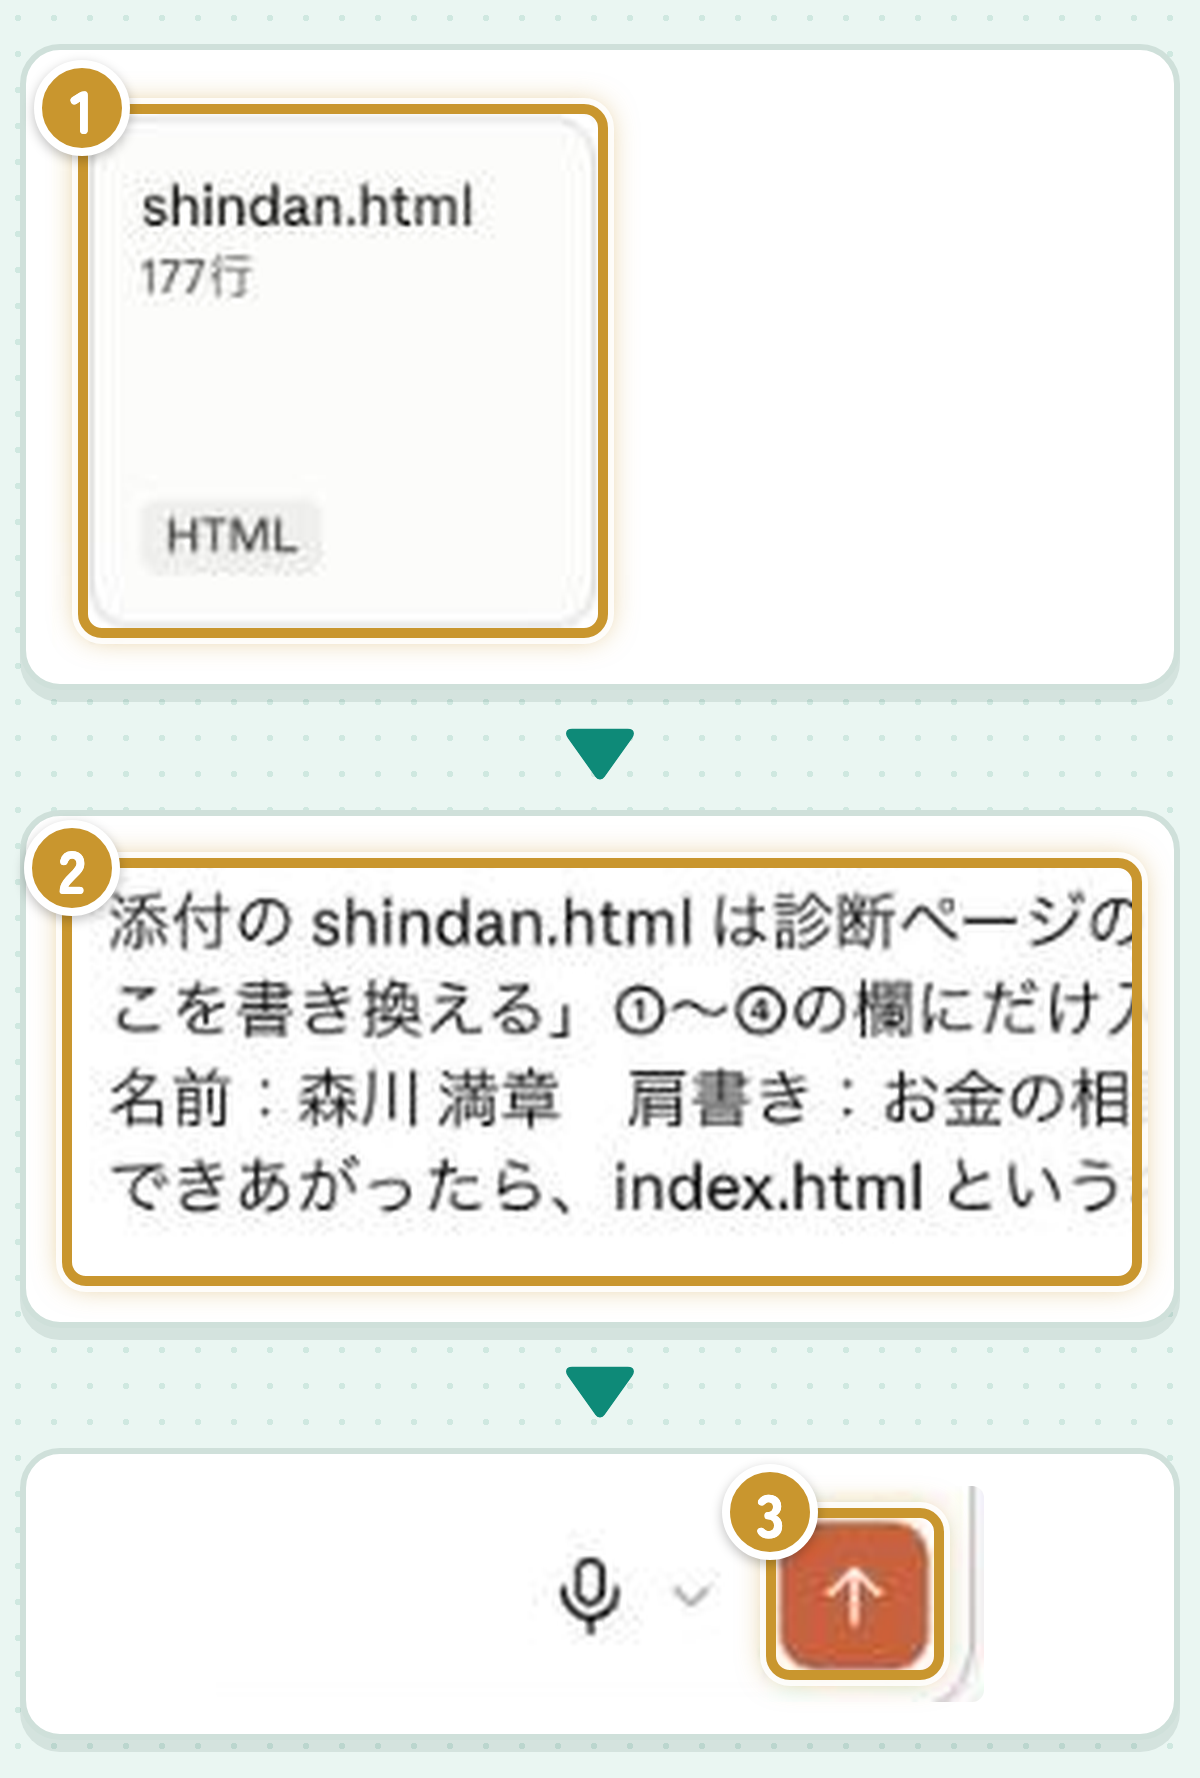 1
shindan.html
177行
HTML
2
添付の shindan.html は診断ページの
こを書き換える」①〜④の欄にだけ
名前：森川 満章　肩書き：お金の相
できあがったら、index.html という
3